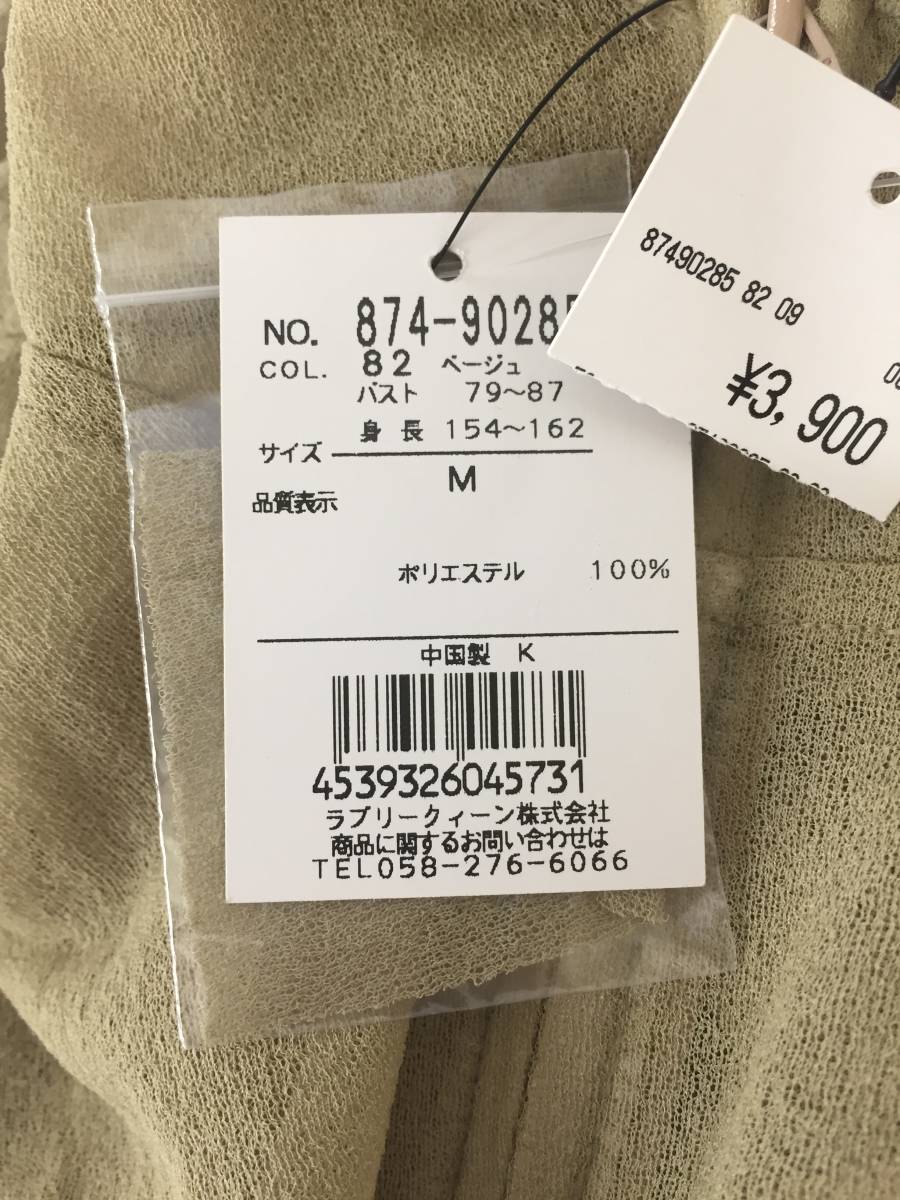 NO. 874-90285
COL. 82 ベージュ
バスト 79〜87
身長 154〜162
サイズ
M
品質表示
ポリエステル 100%
中国製 K
4539326045731
ラブリークィーン株式会社
商品に関するお問い合わせは
TEL058-276-6066
87490285 82 09
¥3,900